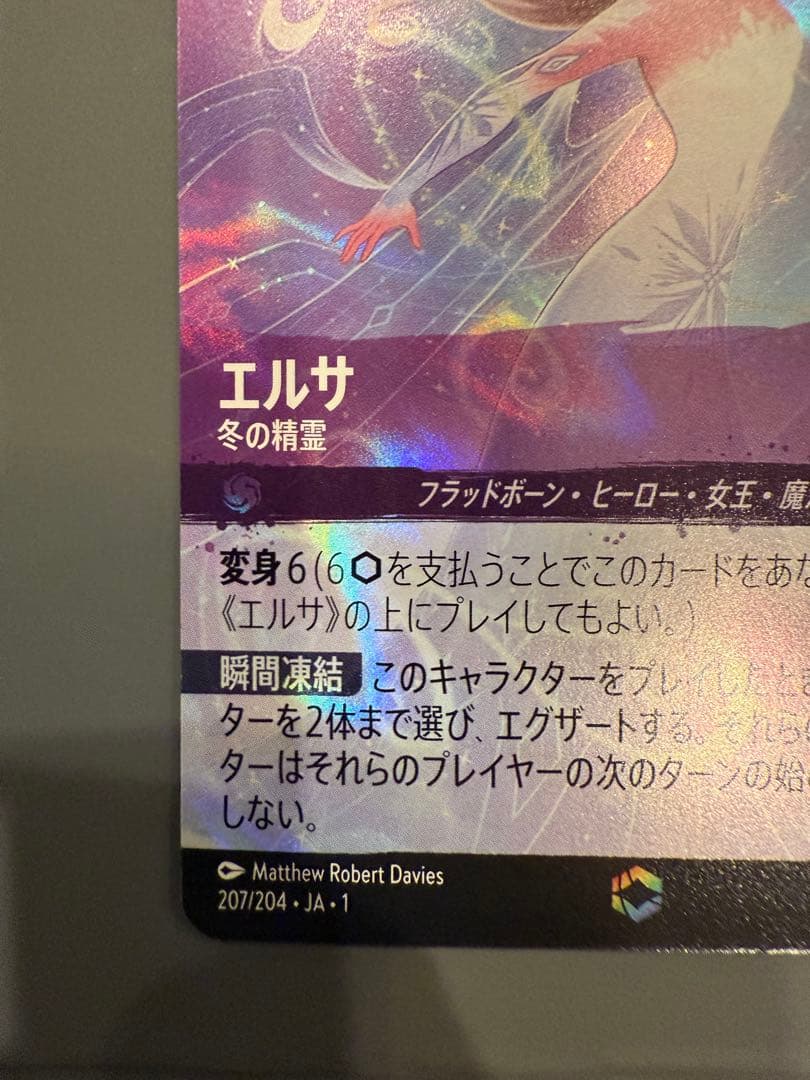 エルサ
冬の精霊
フラッドボーン・ヒーロー・女王・魔
変身 6 (6⬡を支払うことでこのカードをあな
《エルサ》の上にプレイしてもよい。)
瞬間凍結 このキャラクターをプレイしたとき
ターを2体まで選び、エグザートする。それらの
ターはそれらのプレイヤーの次のターンの始
しない。
Matthew Robert Davies
207/204・JA・1